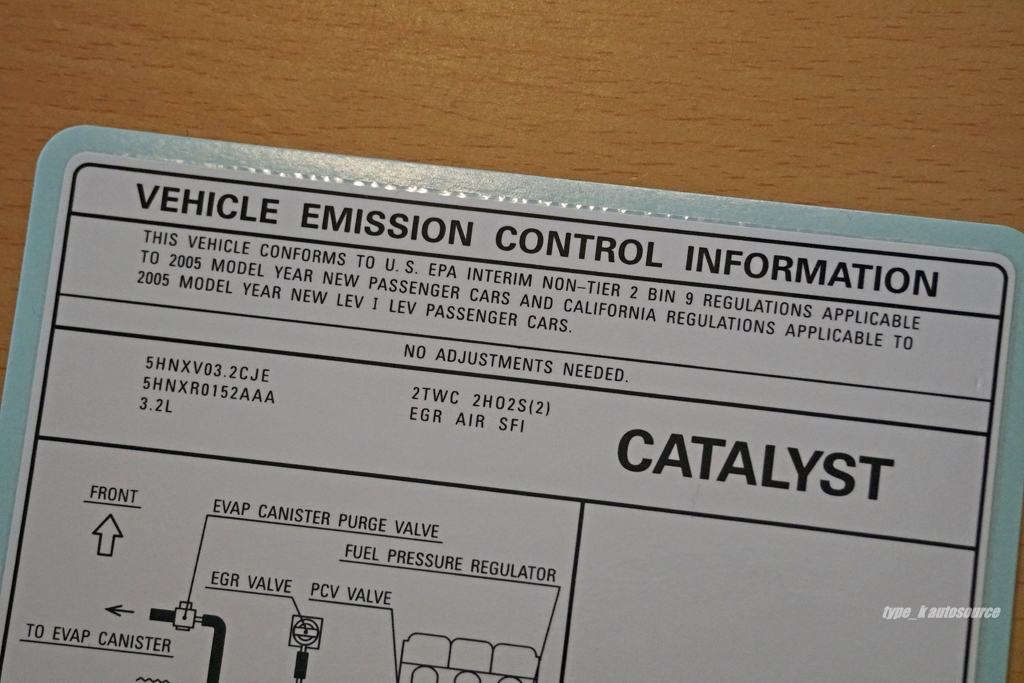 VEHICLE EMISSION CONTROL INFORMATION
THIS VEHICLE CONFORMS TO U.S. EPA INTERIM NON-TIER 2 BIN 9 REGULATIONS APPLICABLE
TO 2005 MODEL YEAR NEW PASSENGER CARS AND CALIFORNIA REGULATIONS APPLICABLE TO
2005 MODEL YEAR NEW LEV I LEV PASSENGER CARS.
NO ADJUSTMENTS NEEDED.
5HNXV03.2CJE
5HNXR0152AAA
3.2L
2TWC 2HO2S(2)
EGR AIR SFI
CATALYST
FRONT
EVAP CANISTER PURGE VALVE
FUEL PRESSURE REGULATOR
EGR VALVE
PCV VALVE
TO EVAP CANISTER
type_k autosource